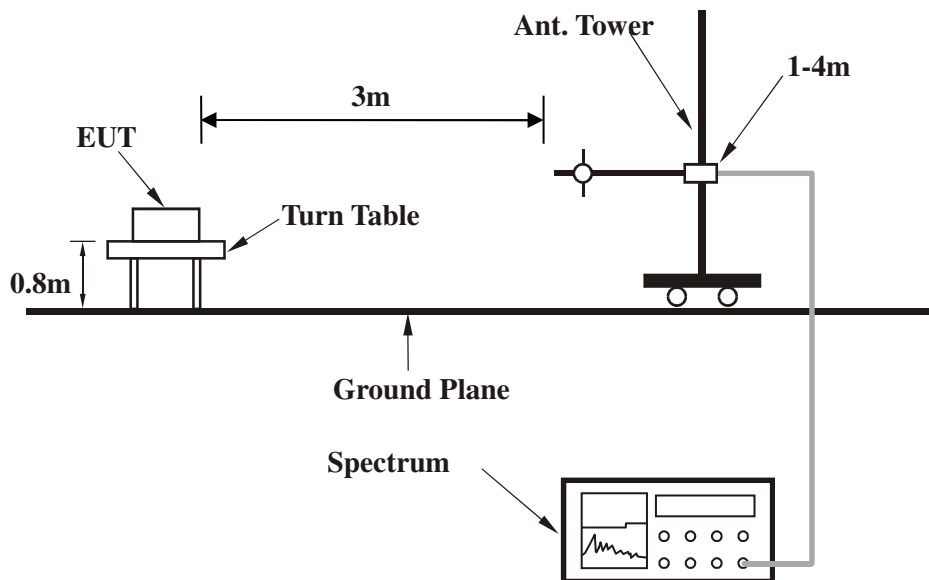 Ant. Tower
1-4m
3m
EUT
Turn Table
0.8m
Ground Plane
Spectrum